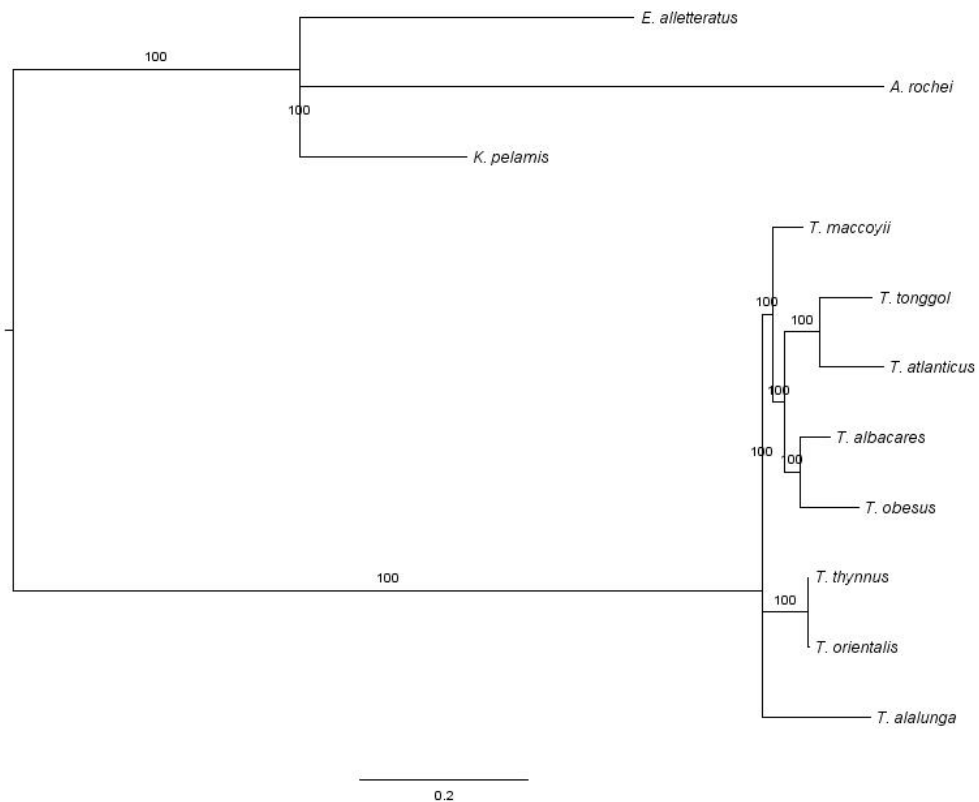 E. alletteratus
100
A. rochei
100
K. pelamis
T. maccoyii
100
T. tonggol
100
T. atlanticus
100
T. albacares
100
100
T. obesus
T. thynnus
100
100
T. orientalis
T. alalunga
0.2